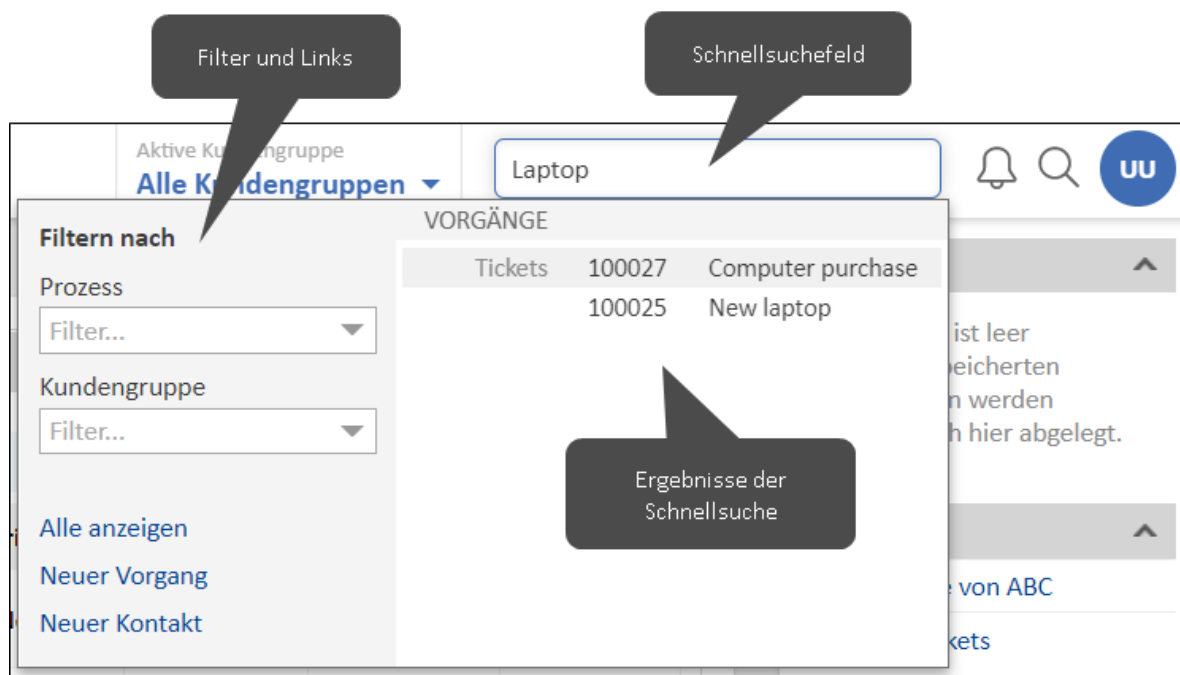 Filter und Links
Schnellsuchefeld
Aktive Kundengruppe
Alle Kundengruppen
Laptop
UU
Filtern nach
Prozess
Filter...
Kundengruppe
Filter...
Alle anzeigen
Neuer Vorgang
Neuer Kontakt
VORGÄNGE
Tickets 100027 Computer purchase
100025 New laptop
Ergebnisse der
Schnellsuche
ist leer
werden
hier abgelegt.
von ABC